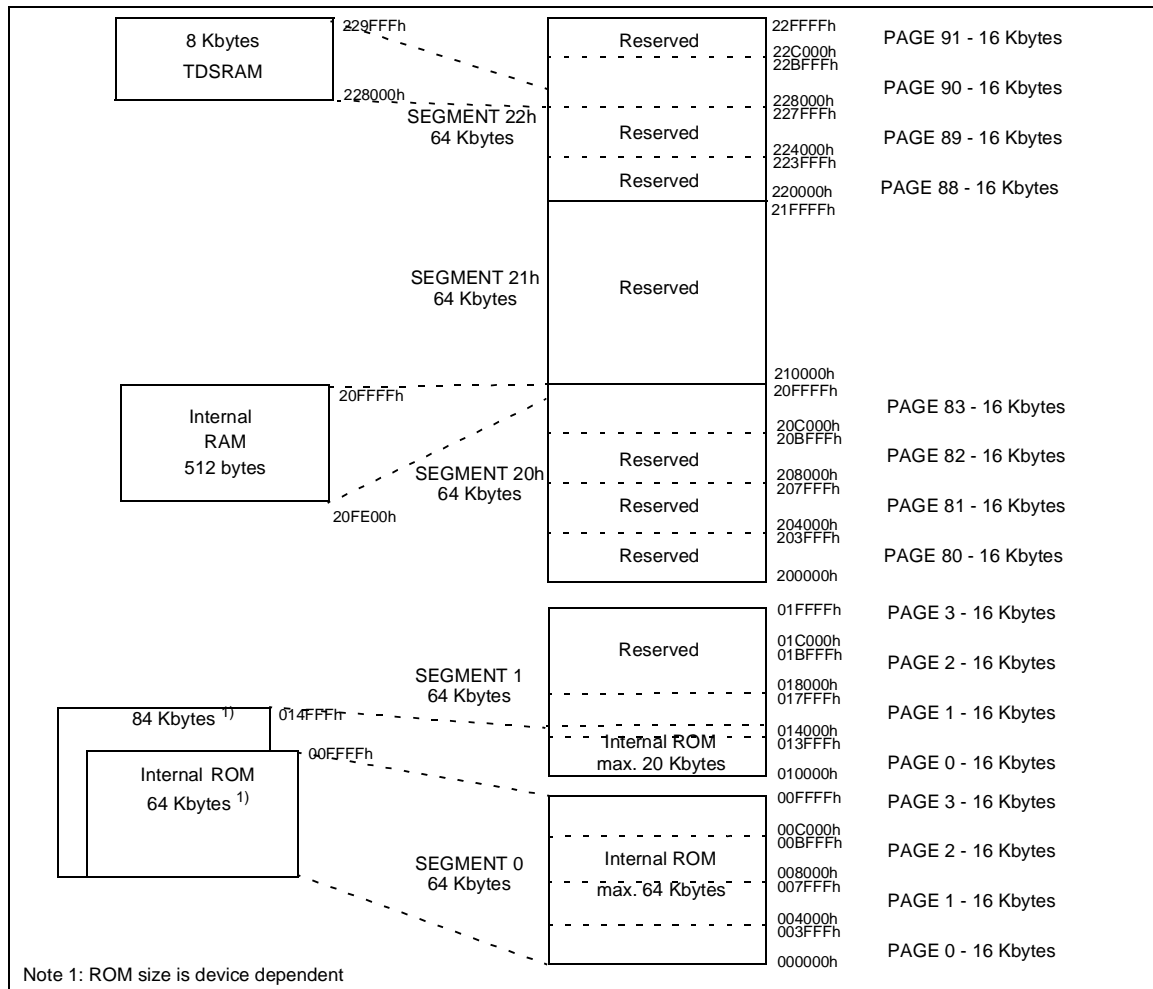 229FFFh
8 Kbytes
TDSRAM
228000h
SEGMENT 22h
64 Kbytes
Reserved
22FFFFh
PAGE 91 - 16 Kbytes
22C000h
22BFFFh
PAGE 90 - 16 Kbytes
228000h
227FFFh
Reserved
PAGE 89 - 16 Kbytes
224000h
223FFFh
Reserved
PAGE 88 - 16 Kbytes
220000h
21FFFFh
SEGMENT 21h
64 Kbytes
Reserved
210000h
20FFFFh
20FFFFh
Internal
RAM
512 bytes
20FE00h
SEGMENT 20h
64 Kbytes
PAGE 83 - 16 Kbytes
20C000h
20BFFFh
Reserved
PAGE 82 - 16 Kbytes
208000h
207FFFh
Reserved
PAGE 81 - 16 Kbytes
204000h
203FFFh
Reserved
PAGE 80 - 16 Kbytes
200000h
01FFFFh
PAGE 3 - 16 Kbytes
Reserved
01C000h
01BFFFh
PAGE 2 - 16 Kbytes
SEGMENT 1
64 Kbytes
018000h
017FFFh
PAGE 1 - 16 Kbytes
84 Kbytes 1)
014FFFh
014000h
013FFFh
Internal ROM
max. 20 Kbytes
PAGE 0 - 16 Kbytes
010000h
00FFFFh
Internal ROM
64 Kbytes 1)
00FFFFh
PAGE 3 - 16 Kbytes
00C000h
00BFFFh
PAGE 2 - 16 Kbytes
SEGMENT 0
64 Kbytes
Internal ROM
max. 64 Kbytes
008000h
007FFFh
PAGE 1 - 16 Kbytes
004000h
003FFFh
PAGE 0 - 16 Kbytes
000000h
Note 1: ROM size is device dependent